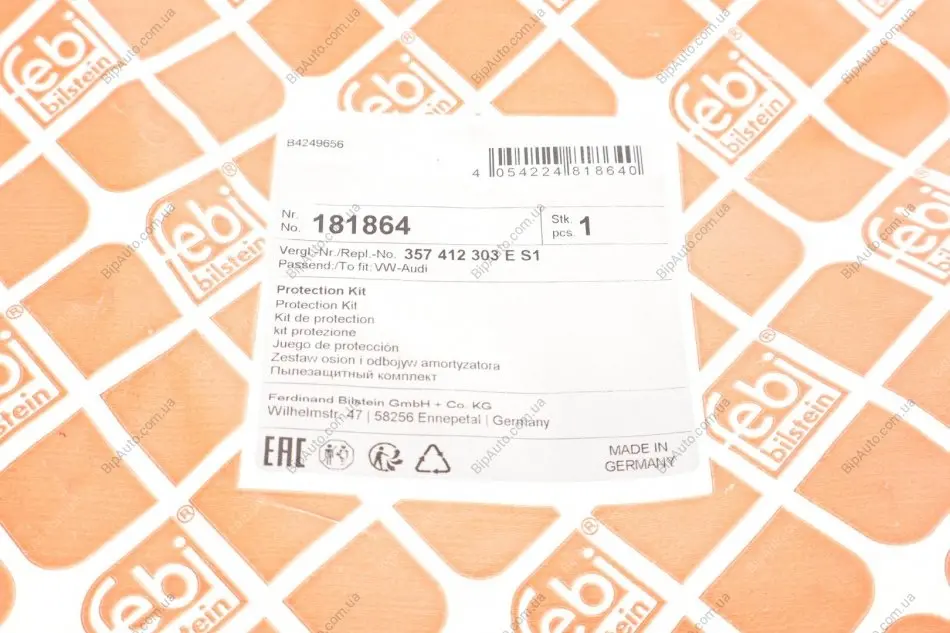 B4249656
4 054224 818640
Nr.
No. 181864
Stk.
pcs. 1
Vergl-Nr./Repl.-No. 357 412 303 E S1
Passend:/To fit: VW-Audi
Protection Kit
Protection Kit
Kit de protection
kit protezione
Juego de protección
Zestaw osion i odbojyw amortyzatora
Пылезащитный комплект
Ferdinand Bilstein GmbH + Co. KG
Wilhelmstr. 47 | 58256 Ennepetal | Germany
EAC
MADE IN
GERMANY
febi
bilstein
BipAuto.com.ua